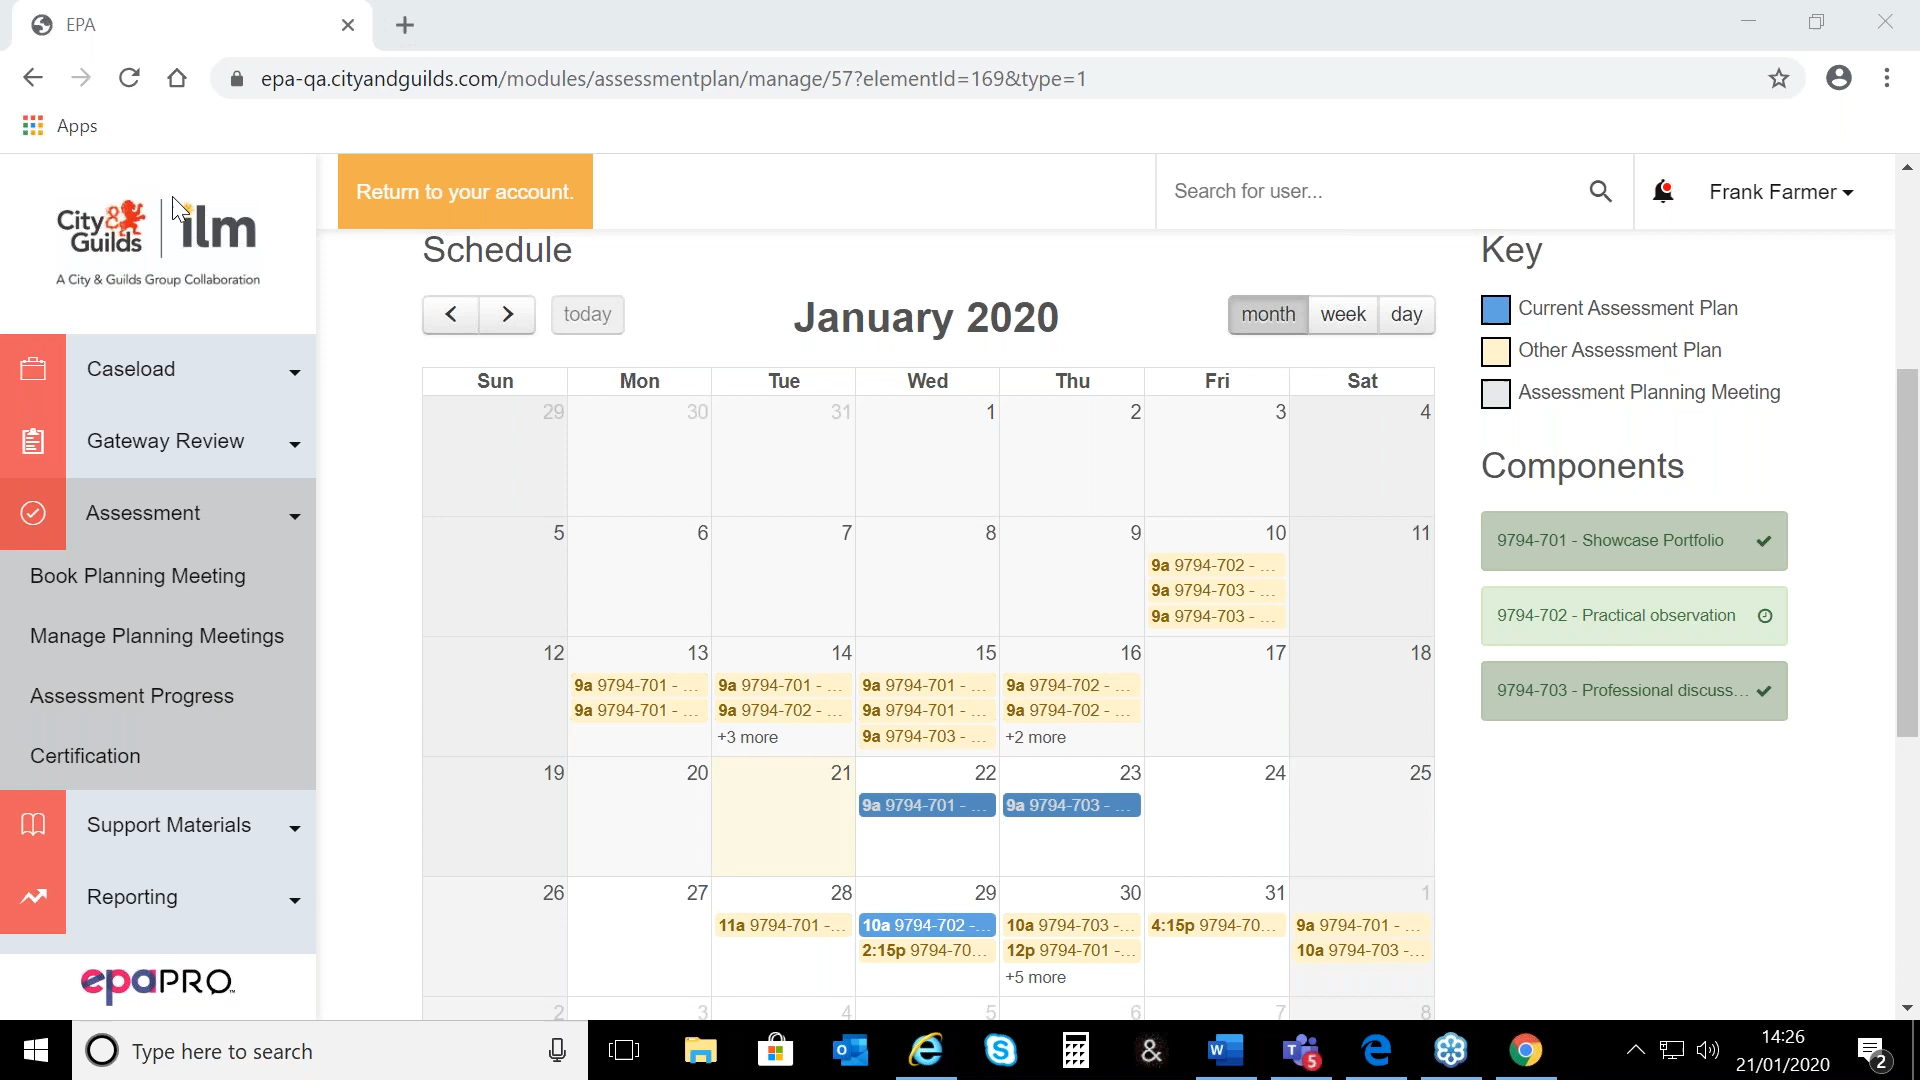 EPA
epa-qa.cityandguilds.com/modules/assessmentplan/manage/57?elementId=169&type=1
Apps
City & Guilds | ilm
A City & Guilds Group Collaboration
Return to your account.
Search for user...
Frank Farmer
Caseload
Gateway Review
Assessment
Book Planning Meeting
Manage Planning Meetings
Assessment Progress
Certification
Support Materials
Reporting
epaPRO™
Schedule
today
January 2020
month week day
Sun Mon Tue Wed Thu Fri Sat
29 30 31 1 2 3 4
5 6 7 8 9 10 11
9a 9794-702 - ...
9a 9794-703 - ...
9a 9794-703 - ...
12 13 14 15 16 17 18
9a 9794-701 - ... 9a 9794-701 - ... 9a 9794-701 - ... 9a 9794-702 - ...
9a 9794-701 - ... 9a 9794-702 - ... 9a 9794-701 - ... 9a 9794-702 - ...
+3 more 9a 9794-703 - ... +2 more
19 20 21 22 23 24 25
9a 9794-701 - ... 9a 9794-703 - ...
26 27 28 29 30 31 1
11a 9794-701 -... 10a 9794-702 -... 10a 9794-703 -... 4:15p 9794-70... 9a 9794-701 - ...
2:15p 9794-70... 12p 9794-701 -... 10a 9794-703 -...
+5 more
2 3 4 5 6 7 8
Key
Current Assessment Plan
Other Assessment Plan
Assessment Planning Meeting
Components
9794-701 - Showcase Portfolio
9794-702 - Practical observation
9794-703 - Professional discuss...
Type here to search
&
5
14:26
21/01/2020
2